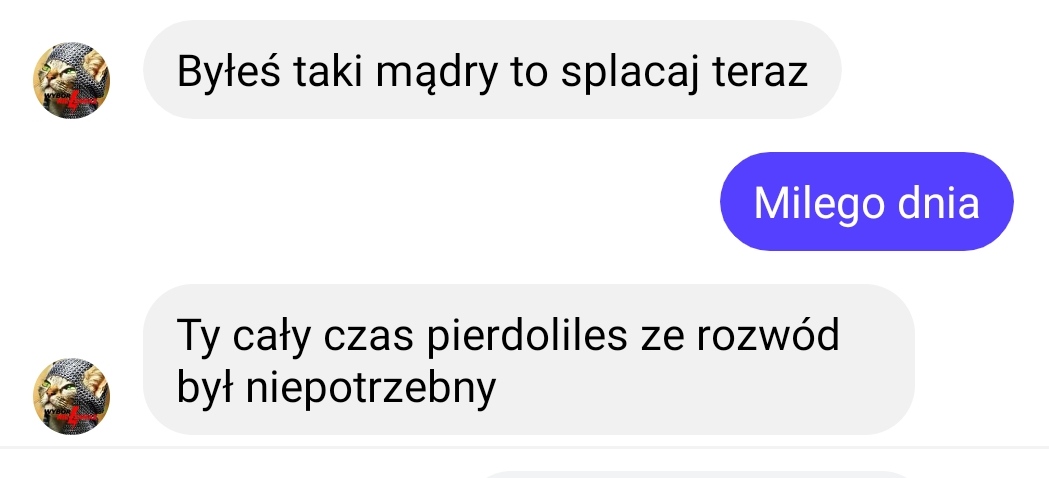 Byłeś taki mądry to splacaj teraz
Milego dnia
Ty cały czas pierdoliles ze rozwód
był niepotrzebny